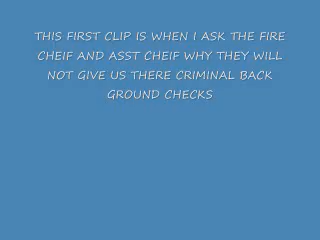 THIS FIRST CLIP IS WHEN I ASK THE FIRE
CHEIF AND ASST CHEIF WHY THEY WILL
NOT GIVE US THERE CRIMINAL BACK
GROUND CHECKS